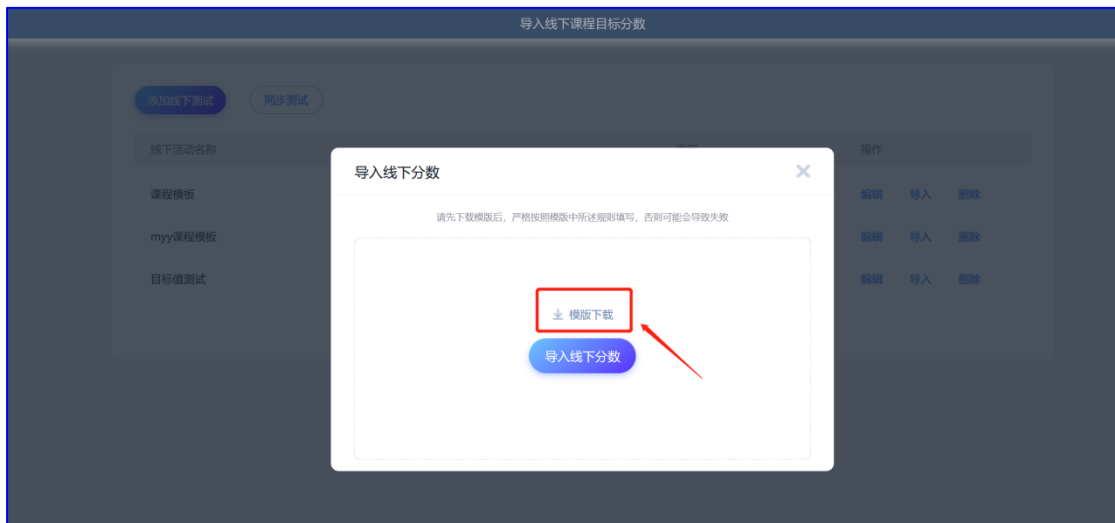 导入线下课程目标分数
添加线下测试 同步测试
线下活动名称 类型 操作
导入线下分数
课程模板 编辑 导入 删除
请先下载模版后，严格按照模版中所述规则填写，否则可能会导致失败
myy课程模板 编辑 导入 删除
目标值测试 编辑 导入 删除
模版下载
导入线下分数